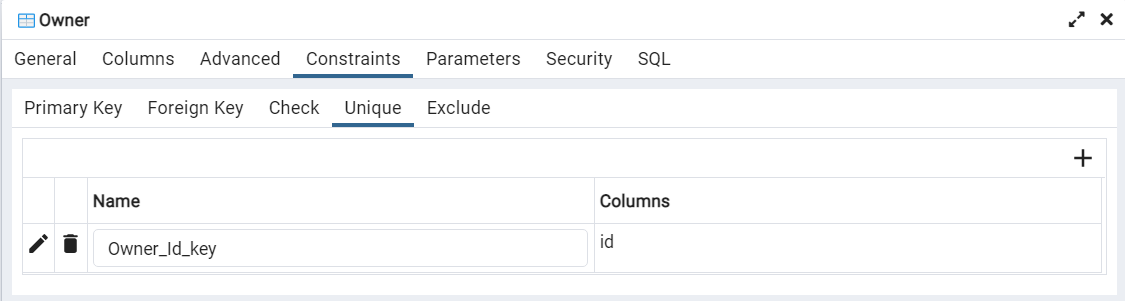 Owner
General Columns Advanced Constraints Parameters Security SQL
Primary Key Foreign Key Check Unique Exclude
Name Columns
Owner_Id_key id